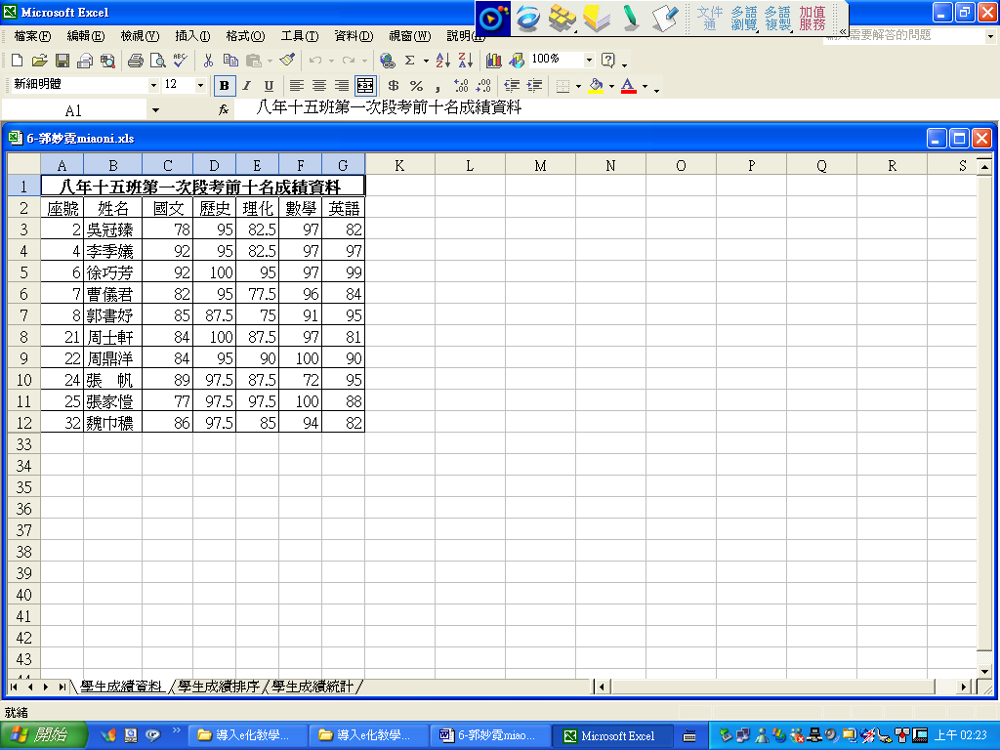 Microsoft Excel
檔案(F) 編輯(E) 檢視(V) 插入(I) 格式(O) 工具(T) 資料(D) 視窗(W) 說明(H)
文件通 多語瀏覽 多語複製 加值服務
輸入需要解答的問題
100%
新細明體 12 B I U $ % ,
A1 fx 八年十五班第一次段考前十名成績資料
6-郭妙霓miaoni.xls
A B C D E F G K L M N O P Q R S
1 八年十五班第一次段考前十名成績資料
2 座號 姓名 國文 歷史 理化 數學 英語
3 2 吳冠臻 78 95 82.5 97 82
4 4 李季孅 92 95 82.5 97 97
5 6 徐巧芳 92 100 95 97 99
6 7 曹儀君 82 95 77.5 96 84
7 8 郭書妤 85 87.5 75 91 95
8 21 周士軒 84 100 87.5 97 81
9 22 周鼎洋 84 95 90 100 90
10 24 張 帆 89 97.5 87.5 72 95
11 25 張家愷 77 97.5 97.5 100 88
12 32 魏巾穠 86 97.5 85 94 82
33
34
35
36
37
38
39
40
41
42
43
44
學生成績資料 學生成績排序 學生成績統計
就緒
開始 導入e化教學... 導入e化教學... 6-郭妙霓miao... Microsoft Excel 上午 02:23